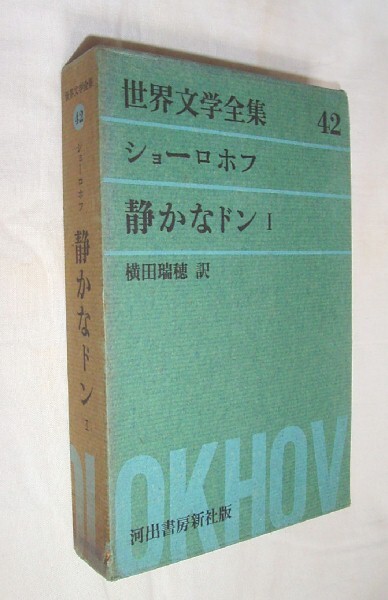 世界文学全集
42
ショーロホフ
静かなドン I
世界文学全集 42
ショーロホフ
静かなドン I
横田瑞穂 訳
OLOKHOV
河出書房新社版